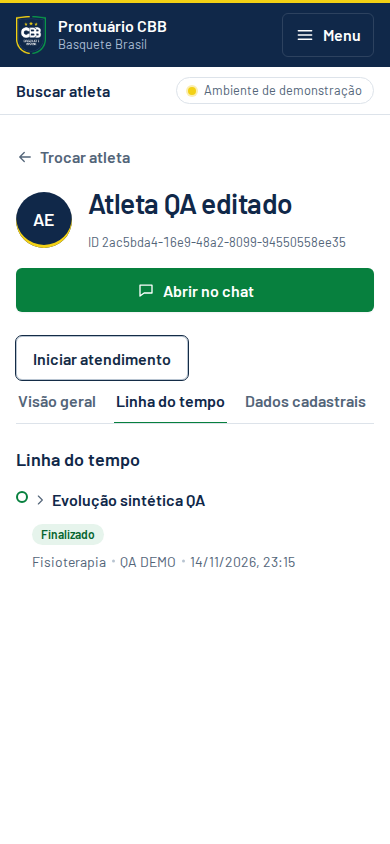 CBB
Prontuário CBB
Basquete Brasil
Menu
Buscar atleta
Ambiente de demonstração
Trocar atleta
AE
Atleta QA editado
ID 2ac5bda4-16e9-48a2-8099-94550558ee35
Abrir no chat
Iniciar atendimento
Visão geral
Linha do tempo
Dados cadastrais
Linha do tempo
Evolução sintética QA
Finalizado
Fisioterapia • QA DEMO • 14/11/2026, 23:15